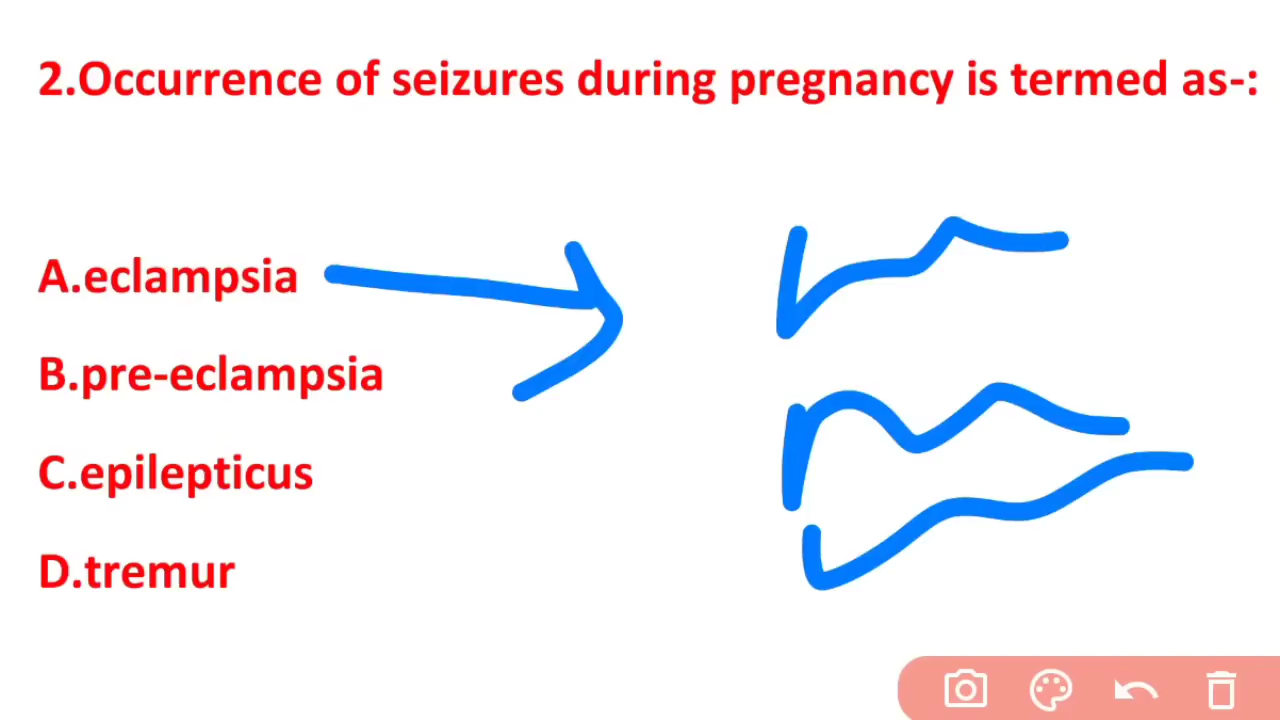 2.Occurrence of seizures during pregnancy is termed as-:
A.eclampsia
B.pre-eclampsia
C.epilepticus
D.tremur